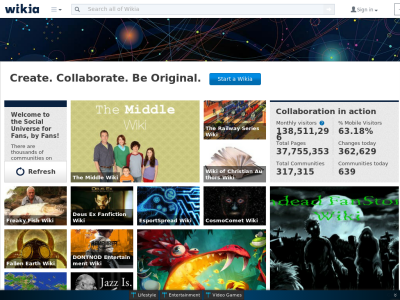 wikia
Search all of Wikia
Sign in
Create. Collaborate. Be Original.
Start a Wikia
Welcome to the Social Universe for Fans, by Fans!
There are thousands of communities on
Refresh
The Middle
Wiki
The Middle Wiki
The Railway Series Wiki
Wiki of Christian Authors Wiki
Collaboration in action
Monthly visitors
138,511,296
% Mobile Visitors
63.18%
Total Pages
37,755,353
Changes today
362,629
Total Communities
317,315
Communities today
639
Freaky Fish Wiki
Deus Ex Fanfiction Wiki
EsportSpread Wiki
CosmoComet Wiki
Fallen Earth Wiki
DONTNOD Entertainment Wiki
Jazz Is.
Wiki
Lifestyle
Entertainment
Video Games